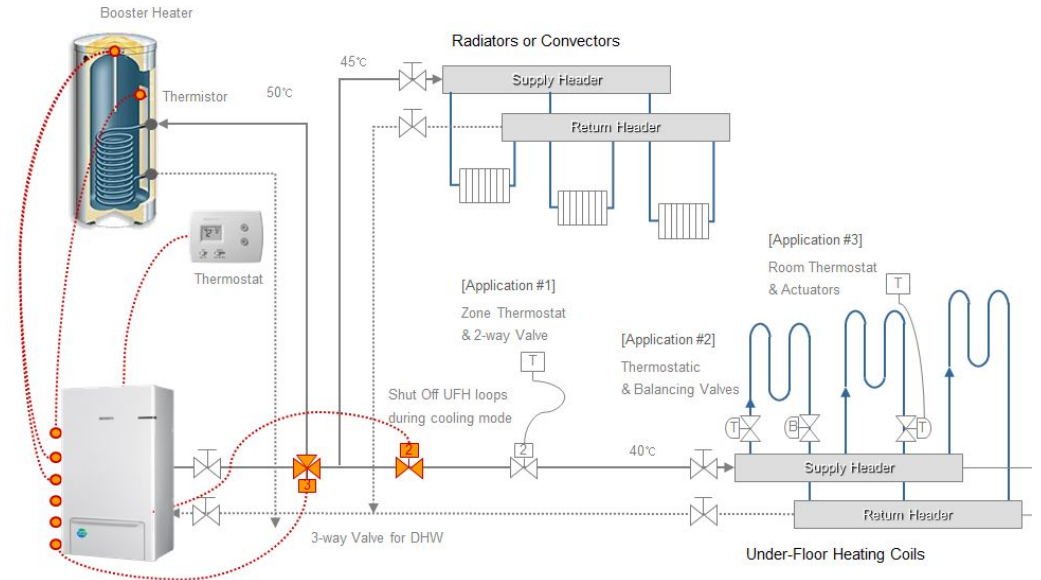 Booster Heater
Thermistor
50℃
45℃
Radiators or Convectors
Supply Header
Return Header
Thermostat
[Application #1]
Zone Thermostat
& 2-way Valve
T
[Application #2]
Thermostatic
& Balancing Valves
[Application #3]
Room Thermostat
& Actuators
T
Shut Off UFH loops
during cooling mode
2
2
3
40℃
T
B
T
Supply Header
Return Header
3-way Valve for DHW
Under-Floor Heating Coils